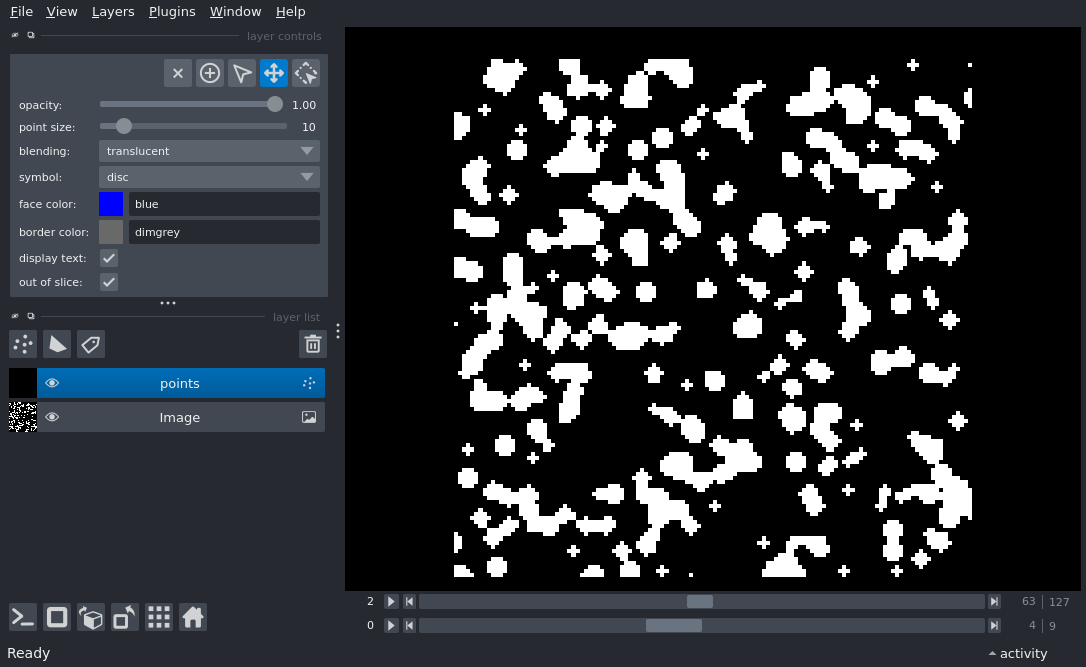 File View Layers Plugins Window Help
layer controls
opacity: 1.00
point size: 10
blending: translucent
symbol: disc
face color: blue
border color: dimgrey
display text:
out of slice:
layer list
points
Image
2 63 127
0 4 9
Ready activity